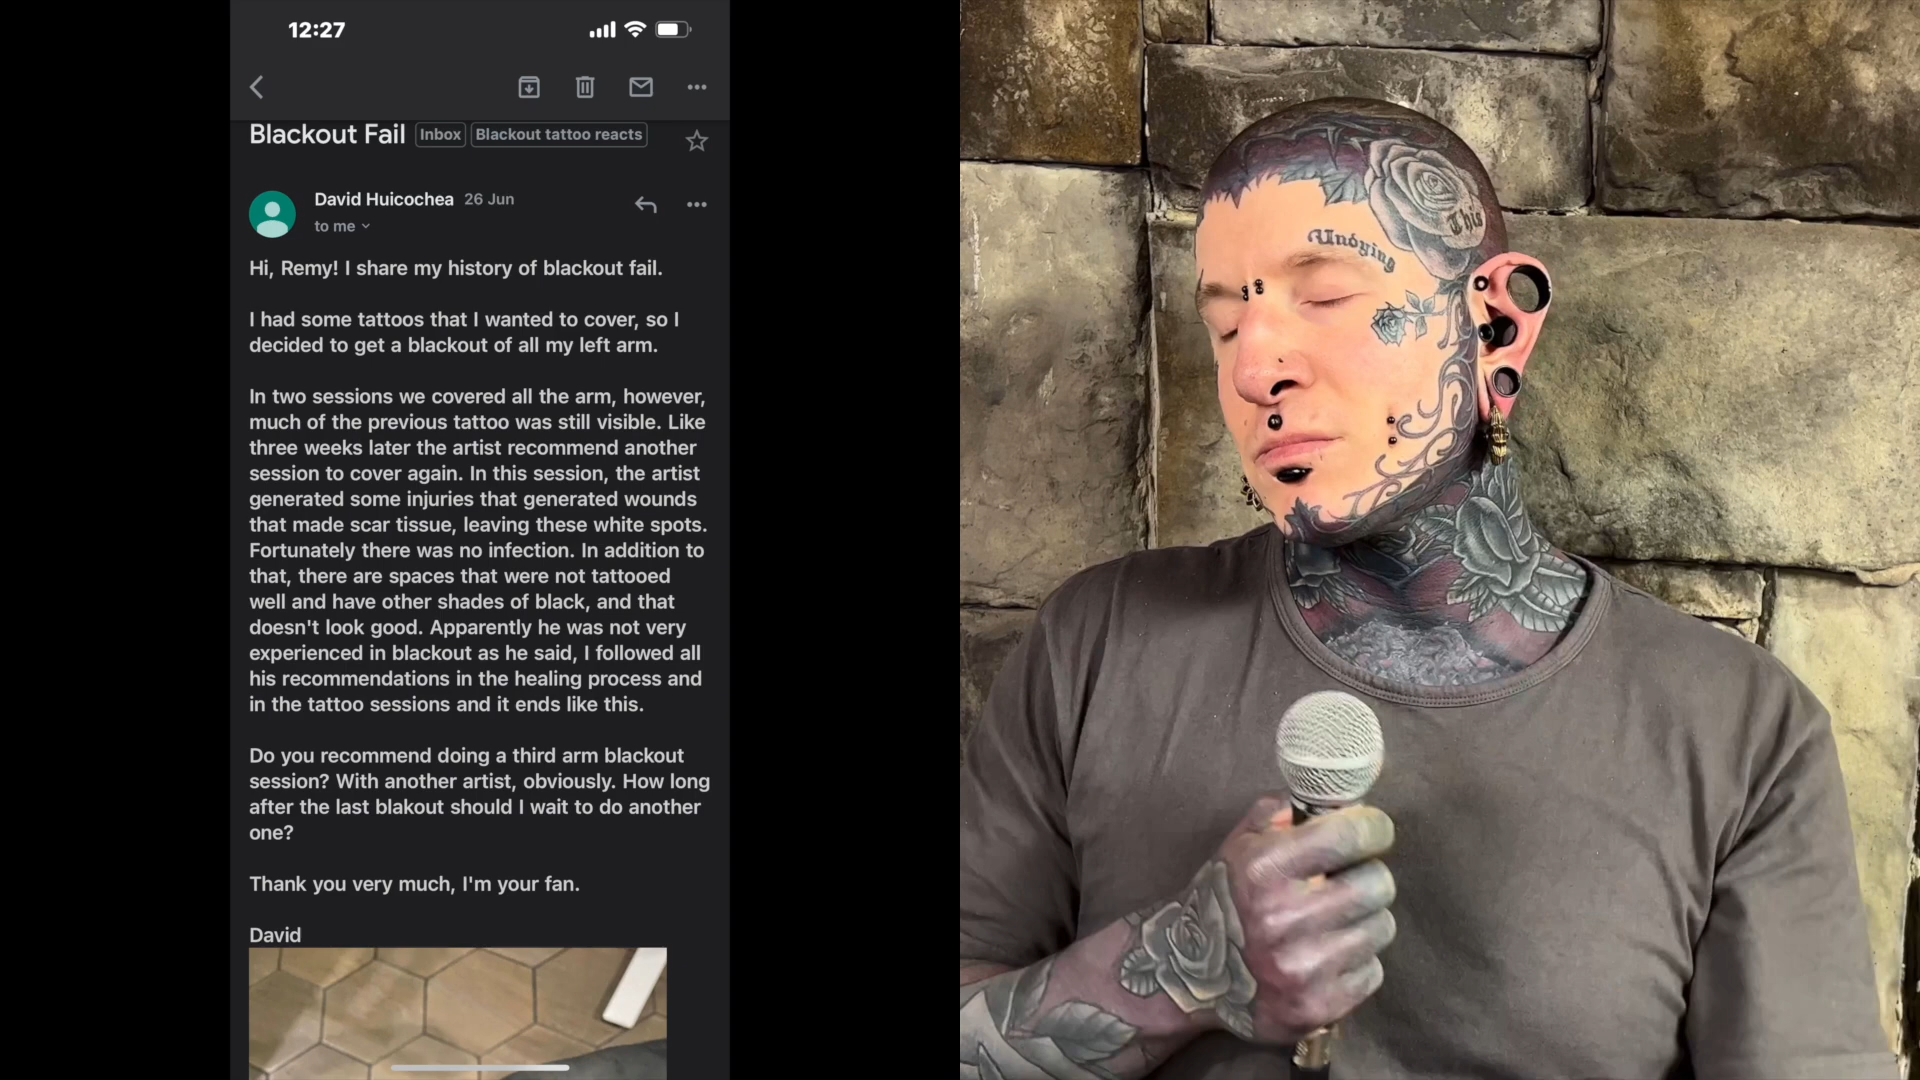 12:27
Blackout Fail Inbox Blackout tattoo reacts
David Huicochea 26 Jun
to me
Hi, Remy! I share my history of blackout fail.
I had some tattoos that I wanted to cover, so I
decided to get a blackout of all my left arm.
In two sessions we covered all the arm, however,
much of the previous tattoo was still visible. Like
three weeks later the artist recommend another
session to cover again. In this session, the artist
generated some injuries that generated wounds
that made scar tissue, leaving these white spots.
Fortunately there was no infection. In addition to
that, there are spaces that were not tattooed
well and have other shades of black, and that
doesn't look good. Apparently he was not very
experienced in blackout as he said, I followed all
his recommendations in the healing process and
in the tattoo sessions and it ends like this.
Do you recommend doing a third arm blackout
session? With another artist, obviously. How long
after the last blakout should I wait to do another
one?
Thank you very much, I'm your fan.
David
This
Undying